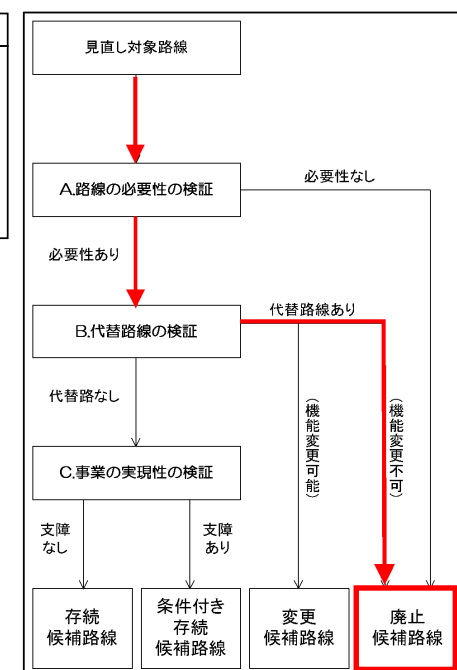 見直し対象路線
必要性なし
A.路線の必要性の検証
必要性あり
代替路線あり
B.代替路線の検証
代替路なし
（機能変更可能）
（機能変更不可）
C.事業の実現性の検証
支障
なし
支障
あり
存続
候補路線
条件付き
存続
候補路線
変更
候補路線
廃止
候補路線